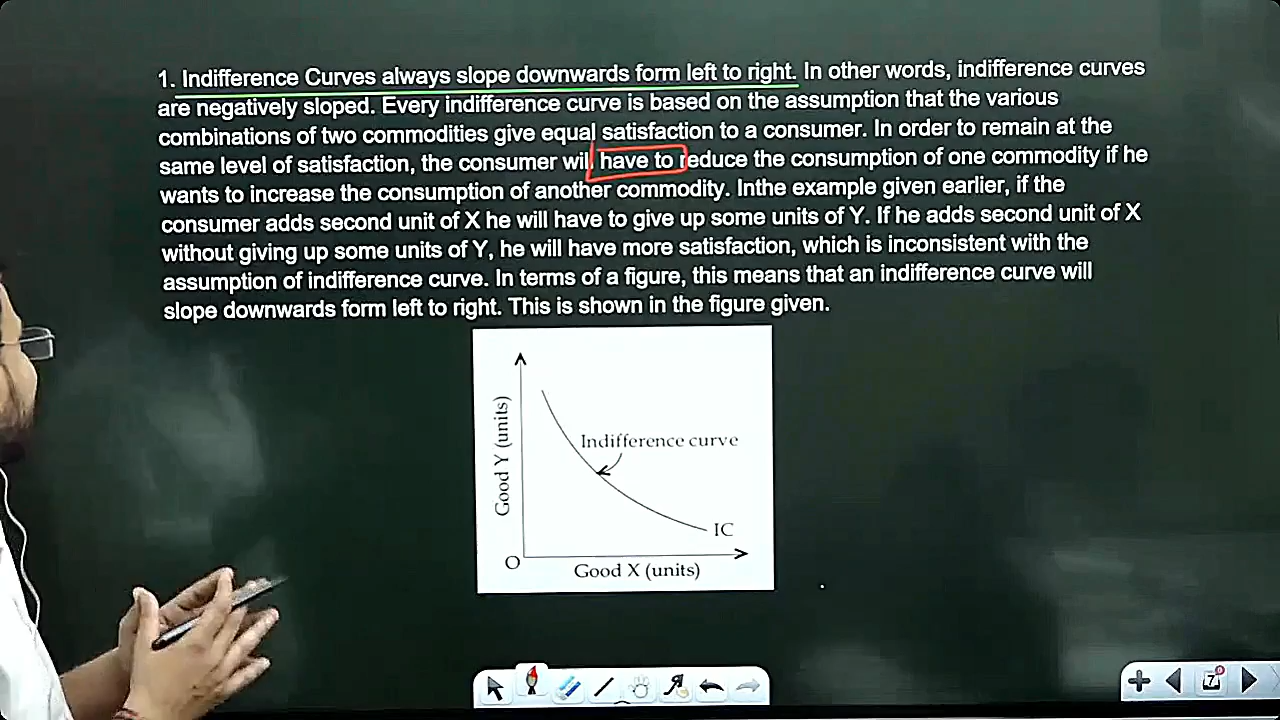 1. Indifference Curves always slope downwards form left to right. In other words, indifference curves
are negatively sloped. Every indifference curve is based on the assumption that the various
combinations of two commodities give equal satisfaction to a consumer. In order to remain at the
same level of satisfaction, the consumer will have to reduce the consumption of one commodity if he
wants to increase the consumption of another commodity. Inthe example given earlier, if the
consumer adds second unit of X he will have to give up some units of Y. If he adds second unit of X
without giving up some units of Y, he will have more satisfaction, which is inconsistent with the
assumption of indifference curve. In terms of a figure, this means that an indifference curve will
slope downwards form left to right. This is shown in the figure given.
Good Y (units)
Indifference curve
IC
O
Good X (units)
7